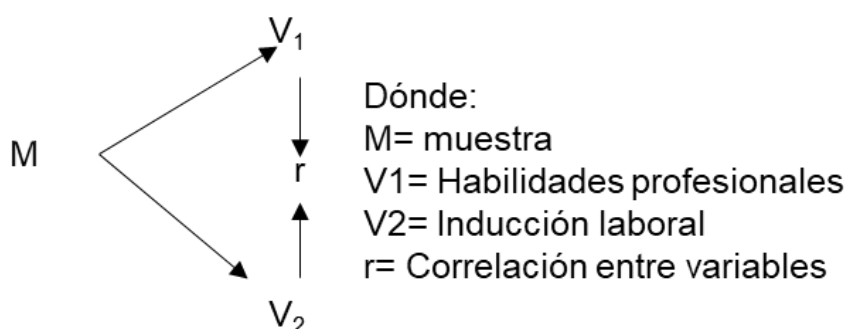 V₁
M
r
V₂
Dónde:
M= muestra
V1= Habilidades profesionales
V2= Inducción laboral
r= Correlación entre variables